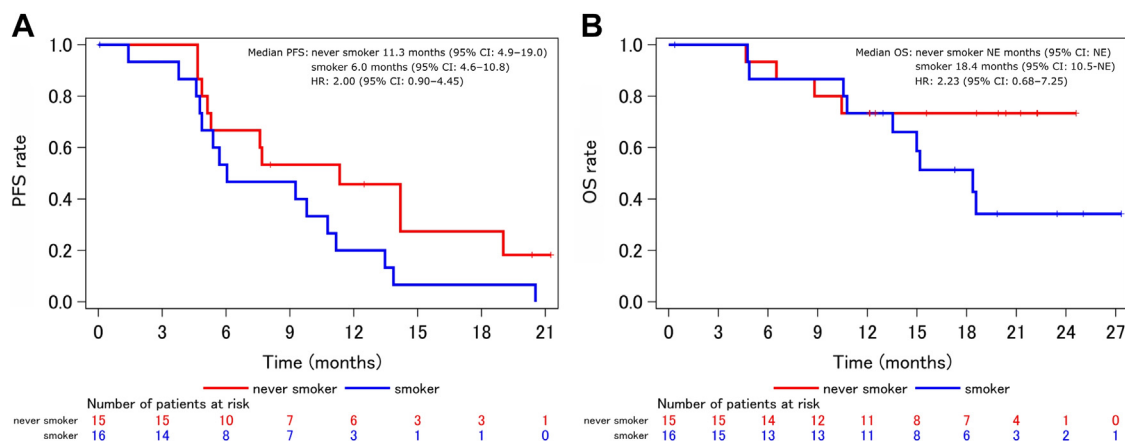 A
Median PFS: never smoker 11.3 months (95% CI: 4.9–19.0)
smoker 6.0 months (95% CI: 4.6–10.8)
HR: 2.00 (95% CI: 0.90–4.45)
PFS rate
1.0
0.8
0.6
0.4
0.2
0.0
0 3 6 9 12 15 18 21
Time (months)
never smoker smoker
Number of patients at risk
never smoker 15 15 10 7 6 3 3 1
smoker 16 14 8 7 3 1 1 0
B
Median OS: never smoker NE months (95% CI: NE)
smoker 18.4 months (95% CI: 10.5-NE)
HR: 2.23 (95% CI: 0.68–7.25)
OS rate
1.0
0.8
0.6
0.4
0.2
0.0
0 3 6 9 12 15 18 21 24 27
Time (months)
never smoker smoker
Number of patients at risk
never smoker 15 15 14 12 11 8 7 4 1 0
smoker 16 15 13 13 11 8 6 3 2 1